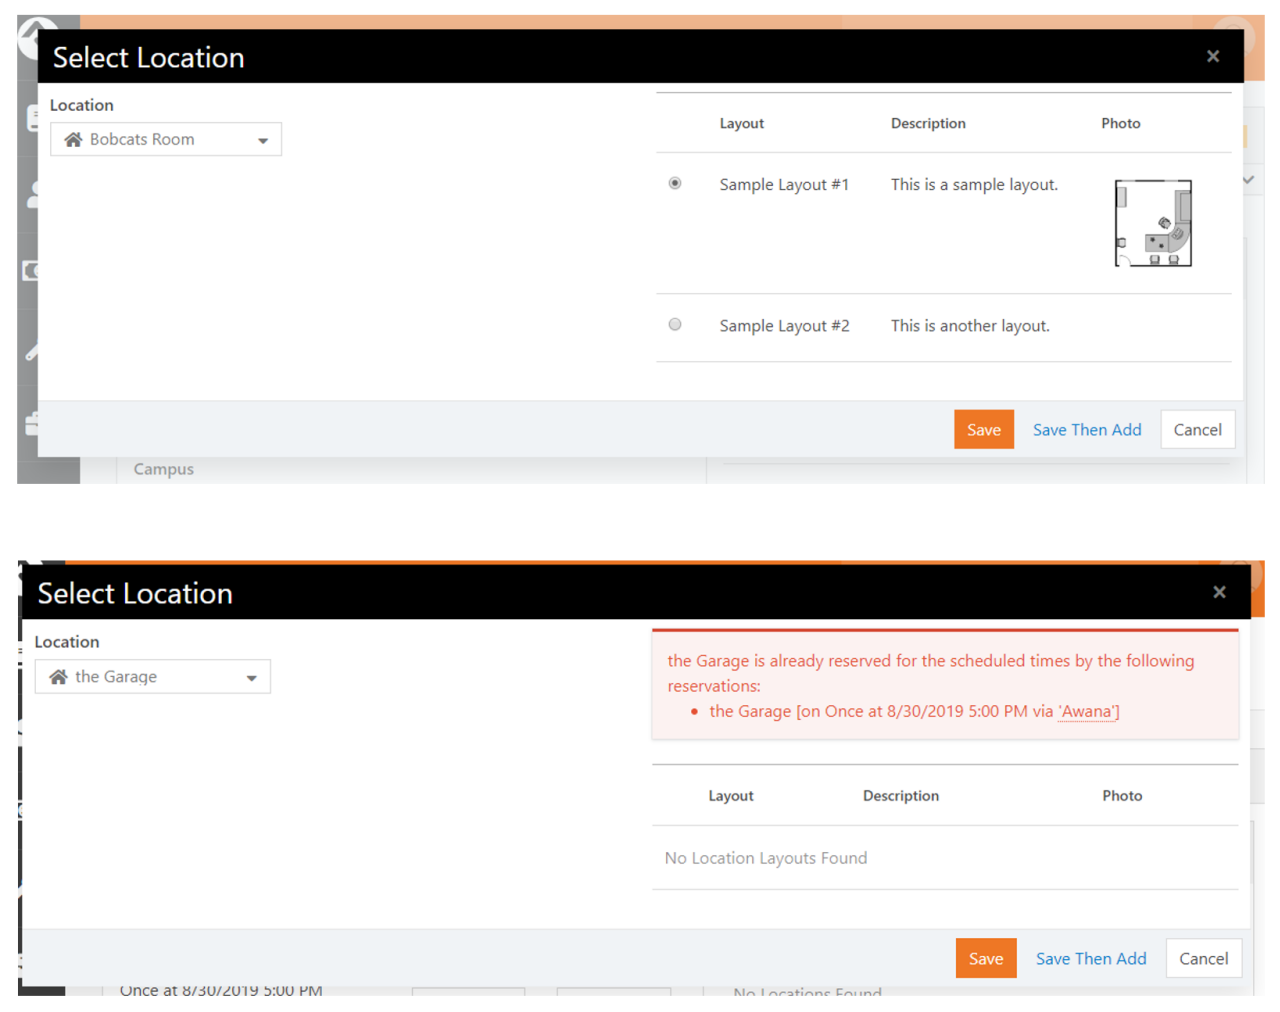 Select Location
×
Location
Bobcats Room
Layout Description Photo
Sample Layout #1 This is a sample layout.
Sample Layout #2 This is another layout.
Save Save Then Add Cancel
Campus
Select Location
×
Location
the Garage
the Garage is already reserved for the scheduled times by the following
reservations:
• the Garage [on Once at 8/30/2019 5:00 PM via 'Awana']
Layout Description Photo
No Location Layouts Found
Save Save Then Add Cancel
Once at 8/30/2019 5:00 PM
No Locations Found